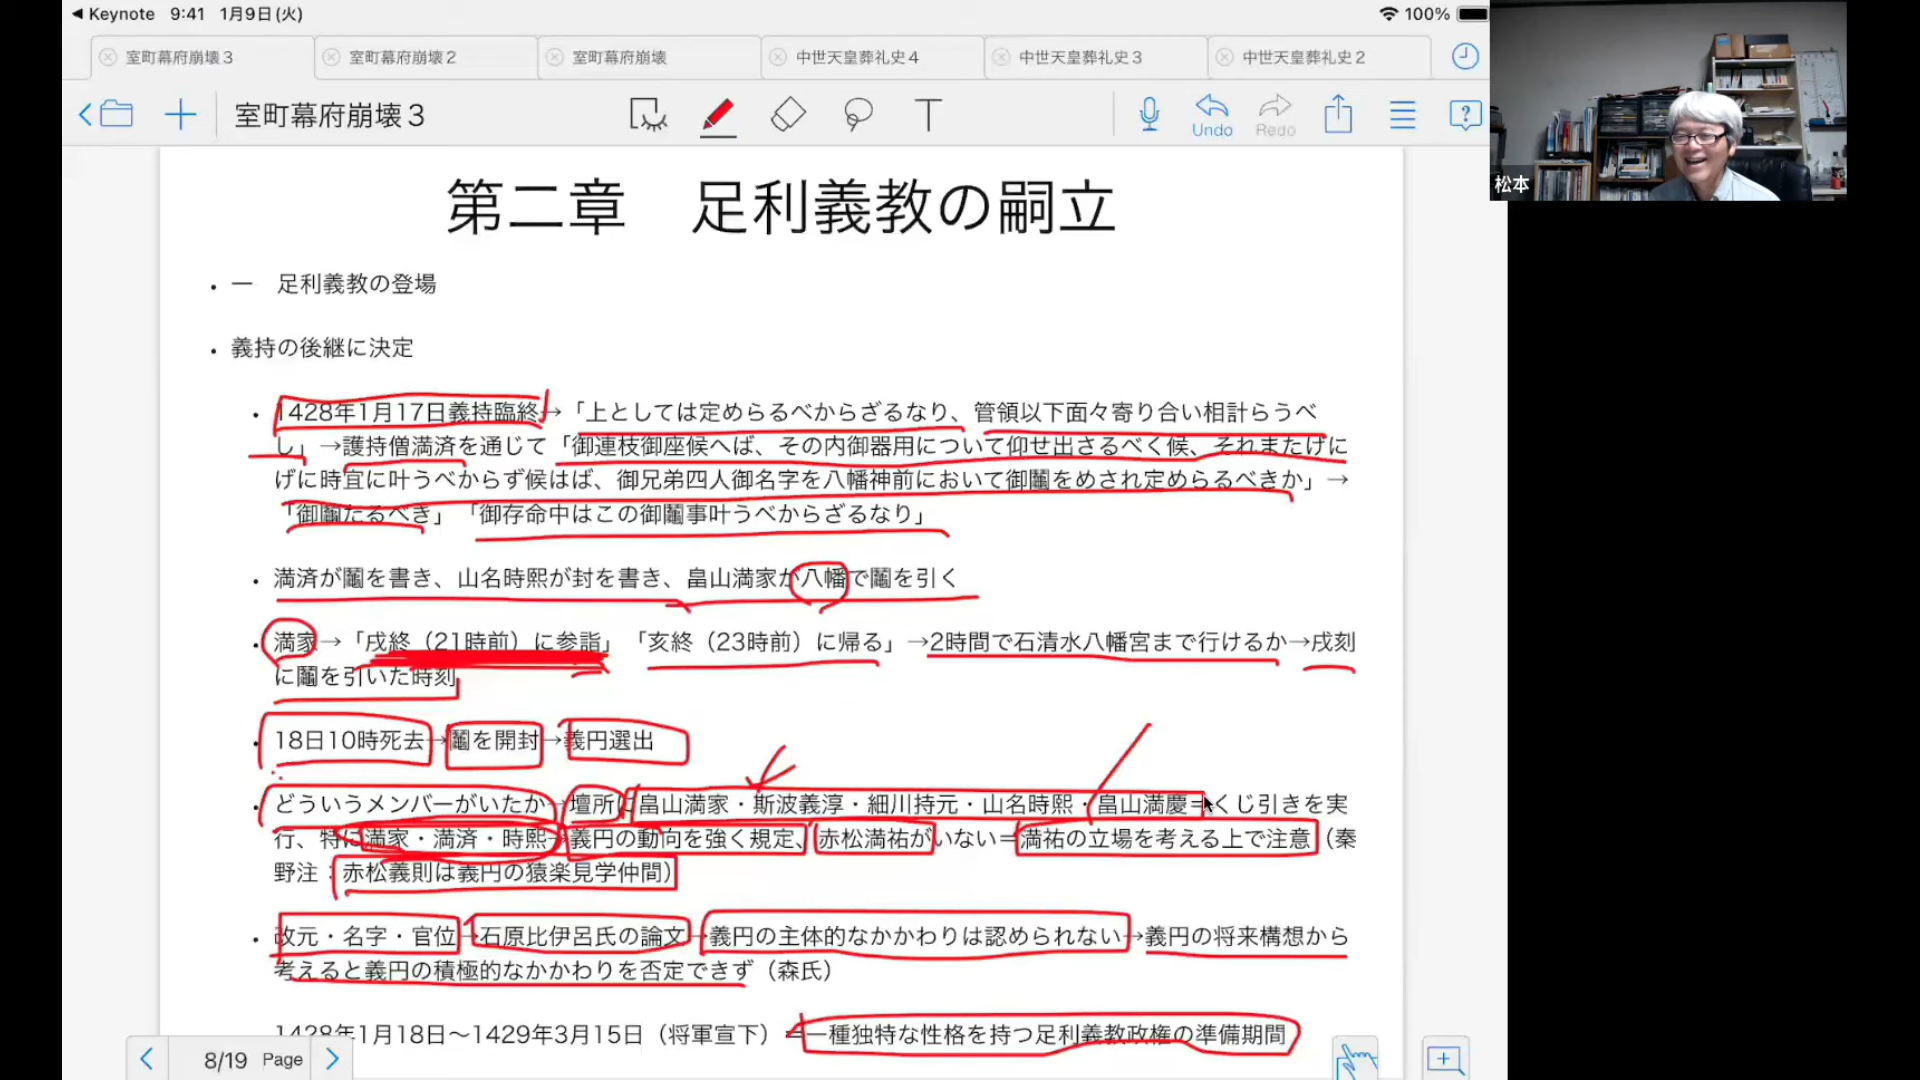 Keynote 9:41 1月9日(火) 100%
室町幕府崩壊3 室町幕府崩壊2 室町幕府崩壊 中世天皇葬礼史4 中世天皇葬礼史3 中世天皇葬礼史2
室町幕府崩壊3 T Undo Redo ?
松本
第二章　足利義教の嗣立
・一　足利義教の登場
・義持の後継に決定
・1428年1月17日義持臨終→「上としては定めらるべからざるなり、管領以下面々寄り合い相計らうべ
し」→護持僧満済を通じて「御連枝御座候へば、その内御器用について仰せ出さるべく候、それまたげに
げに時宜に叶うべからず候はば、御兄弟四人御名字を八幡神前において御鬮をめされ定めらるべきか」→
「御鬮たるべき」「御存命中はこの御鬮事叶うべからざるなり」
・満済が鬮を書き、山名時熙が封を書き、畠山満家が八幡で鬮を引く
・満家→「戌終（21時前）に参詣」「亥終（23時前）に帰る」→2時間で石清水八幡宮まで行けるか→戌刻
に鬮を引いた時刻
・18日10時死去→鬮を開封→義円選出
・どういうメンバーがいたか→壇所に畠山満家・斯波義淳・細川持元・山名時熙・畠山満慶＝くじ引きを実
行、特に満家・満済・時熙→義円の動向を強く規定、赤松満祐がいない＝満祐の立場を考える上で注意（秦
野注：赤松義則は義円の猿楽見学仲間）
・改元・名字・官位→石原比伊呂氏の論文→義円の主体的なかかわりは認められない→義円の将来構想から
考えると義円の積極的なかかわりを否定できず（森氏）
1428年1月18日～1429年3月15日（将軍宣下）＝一種独特な性格を持つ足利義教政権の準備期間
8/19 Page